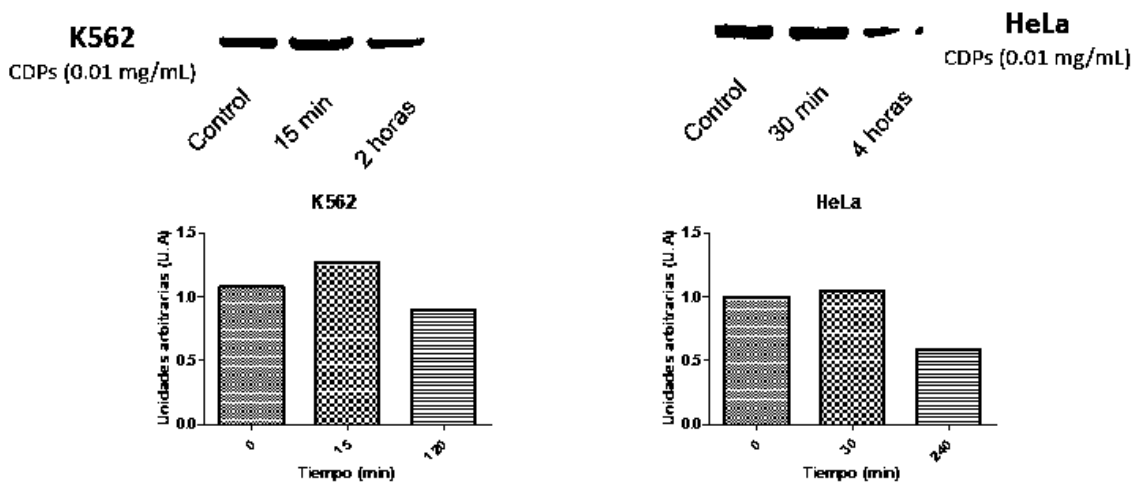 K562
CDPs (0.01 mg/mL)
Control
15 min
2 horas
HeLa
CDPs (0.01 mg/mL)
Control
30 min
4 horas
K562
Unidades arbitrarias (U.A)
1.5
1.0
0.5
0.0
0
15
120
Tiempo (min)
HeLa
Unidades arbitrarias (U.A)
1.5
1.0
0.5
0.0
0
30
240
Tiempo (min)